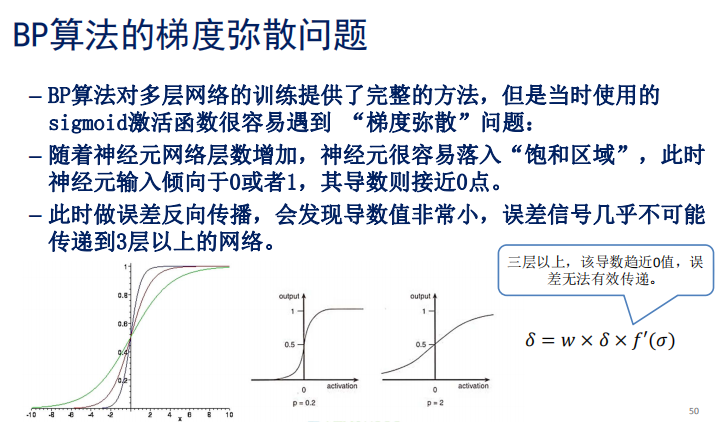 BP算法的梯度弥散问题
– BP算法对多层网络的训练提供了完整的方法，但是当时使用的
sigmoid激活函数很容易遇到 “梯度弥散”问题：
– 随着神经元网络层数增加，神经元很容易落入“饱和区域”，此时
神经元输入倾向于0或者1，其导数则接近0点。
– 此时做误差反向传播，会发现导数值非常小，误差信号几乎不可能
传递到3层以上的网络。
三层以上，该导数趋近0值，误
差无法有效传递。
δ = w × δ × f′(σ)
1
0.8
0.6
0.4
0.2
-10 -8 -6 -4 -2 2 4 6 8 10
x
output
1
0.5
0
activation
p = 0.2
output
1
0.5
0
activation
p = 2
50